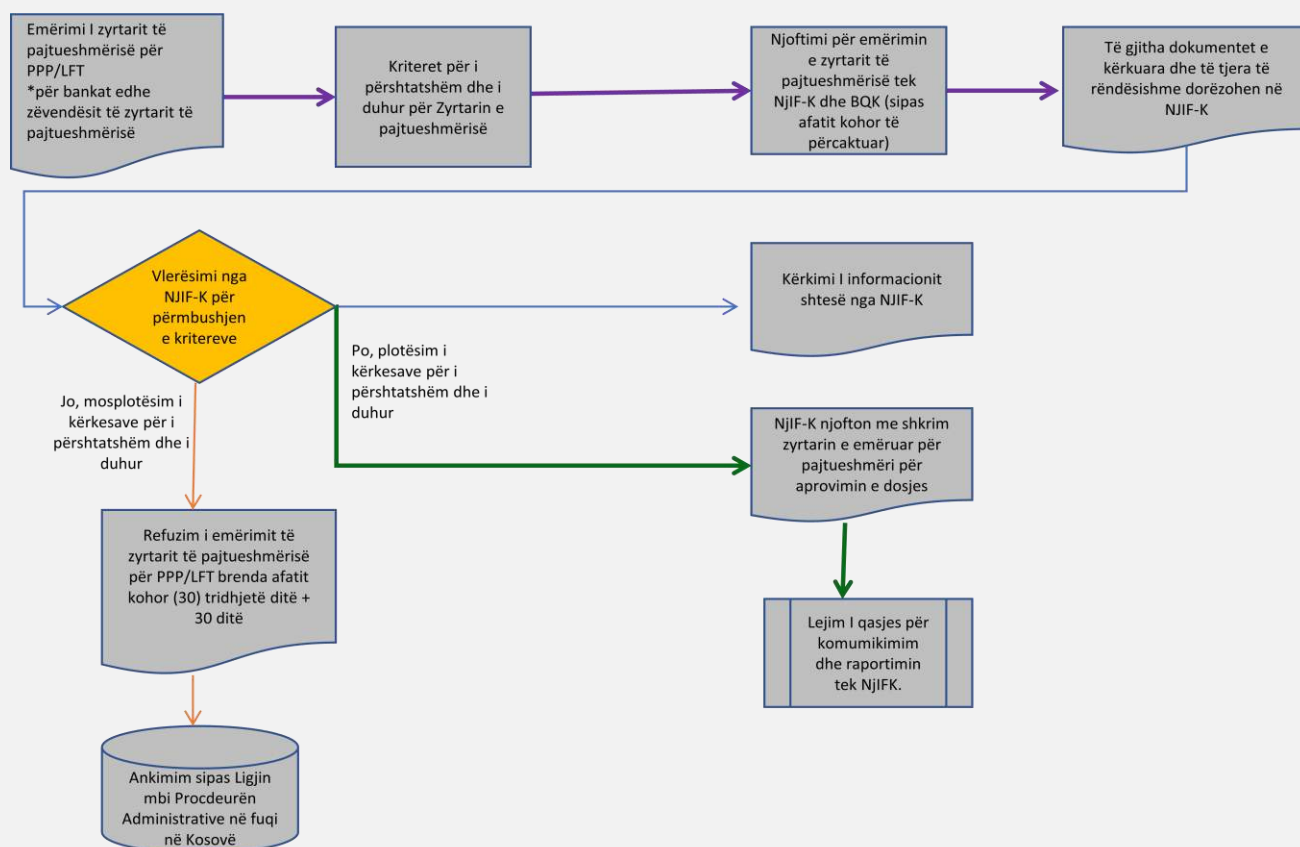 Emërimi I zyrtarit të
pajtueshmërisë për
PPP/LFT
*për bankat edhe
zëvendësit të zyrtarit të
pajtueshmërisë
Kriteret për i
përshtatshëm dhe i
duhur për Zyrtarin e
pajtueshmërisë
Njoftimi për emërimin
e zyrtarit të
pajtueshmërisë tek
NjIF-K dhe BQK (sipas
afatit kohor të
përcaktuar)
Të gjitha dokumentet e
kërkuara dhe të tjera të
rëndësishme dorëzohen në
NJIF-K
Vlerësimi nga
NJIF-K për
përmbushjen
e kritereve
Kërkimi I informacionit
shtesë nga NJIF-K
Po, plotësim i
kërkesave për i
përshtatshëm dhe i
duhur
Jo, mosplotësim i
kërkesave për i
përshtatshëm dhe i
duhur
NjIF-K njofton me shkrim
zyrtarin e emëruar për
pajtueshmëri për
aprovimin e dosjes
Refuzim i emërimit të
zyrtarit të pajtueshmërisë
për PPP/LFT brenda afatit
kohor (30) tridhjetë ditë +
30 ditë
Lejim I qasjes për
komumikimim
dhe raportimin
tek NjIFK.
Ankimim sipas Ligjin
mbi Procdeurën
Administrative në fuqi
në Kosovë